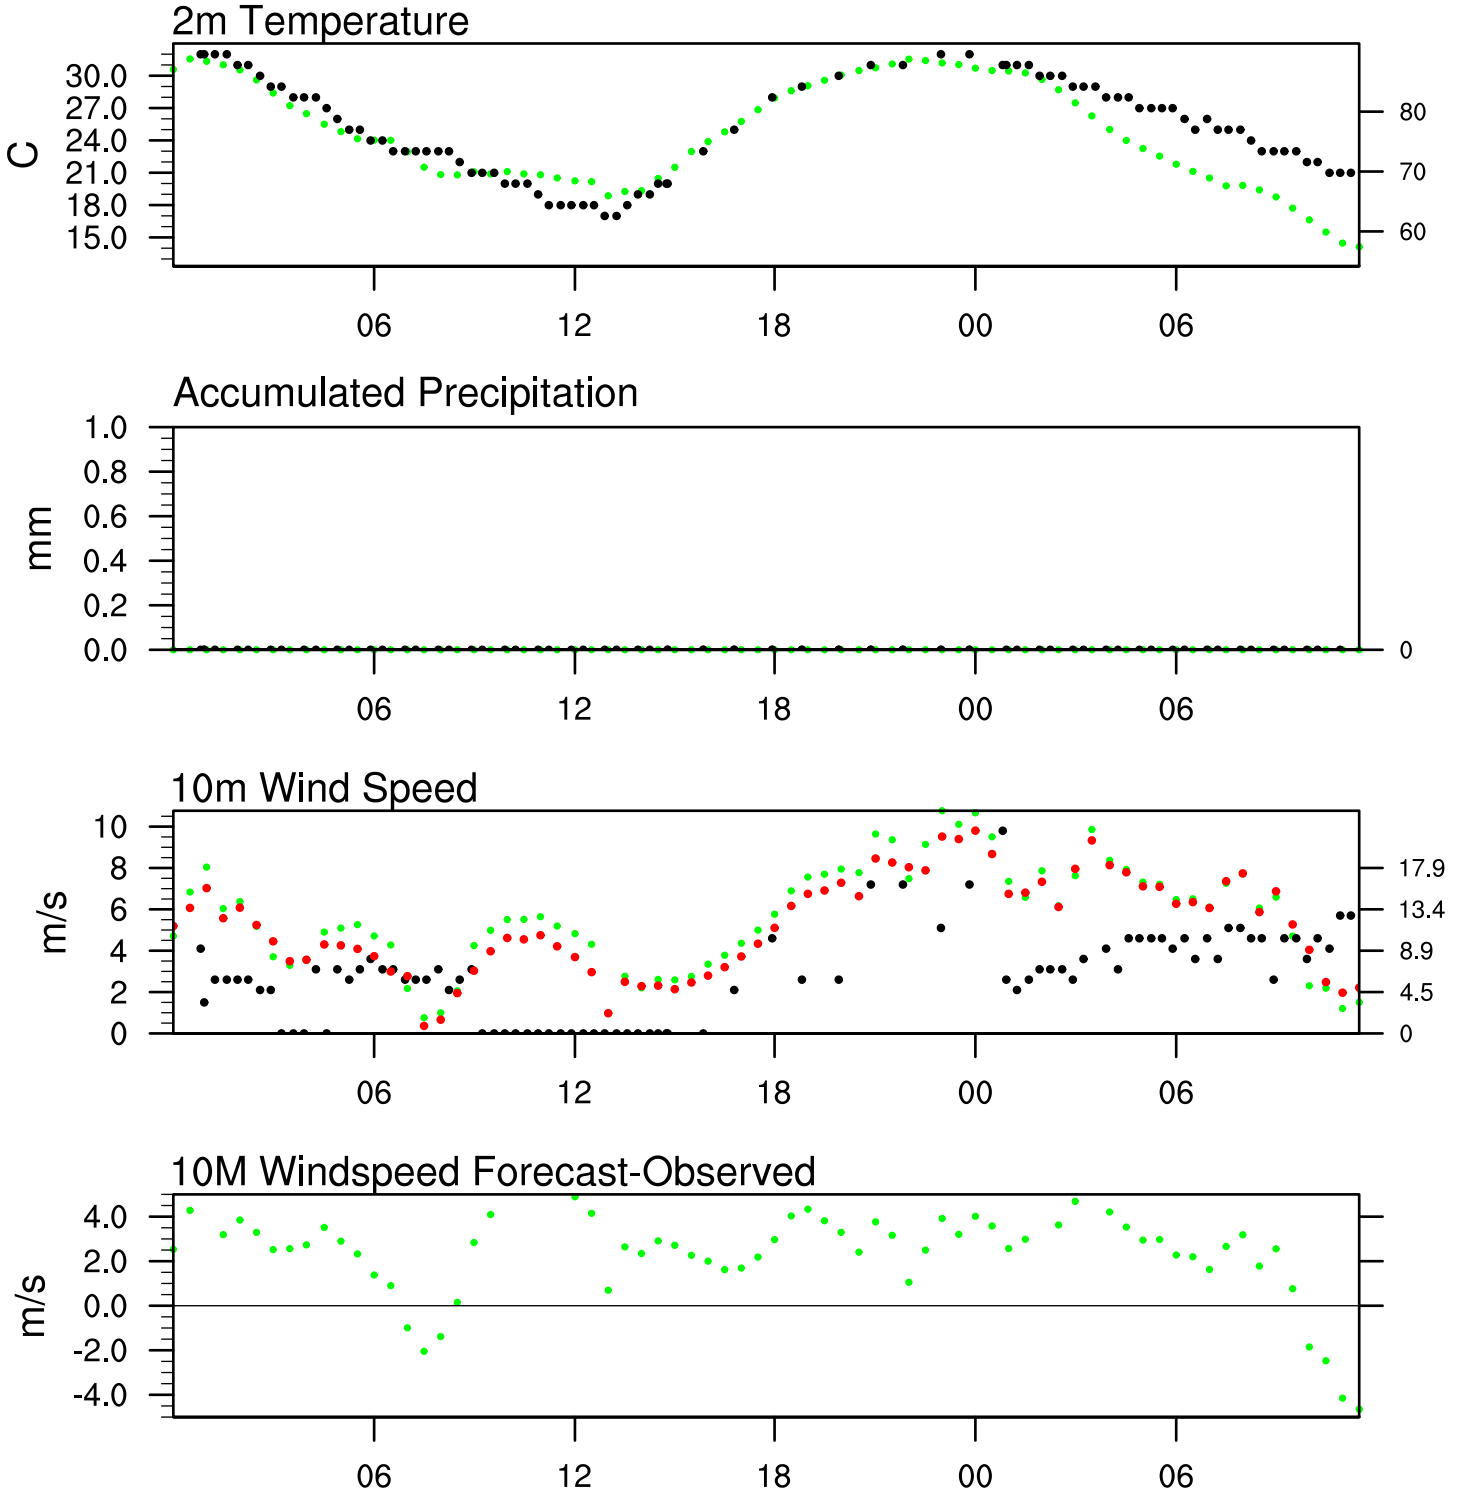 2m Temperature
C
30.0
27.0
24.0
21.0
18.0
15.0
80
70
60
06 12 18 00 06
Accumulated Precipitation
mm
1.0
0.8
0.6
0.4
0.2
0.0
0
06 12 18 00 06
10m Wind Speed
m/s
10
8
6
4
2
0
17.9
13.4
8.9
4.5
0
06 12 18 00 06
10M Windspeed Forecast-Observed
m/s
4.0
2.0
0.0
-2.0
-4.0
06 12 18 00 06